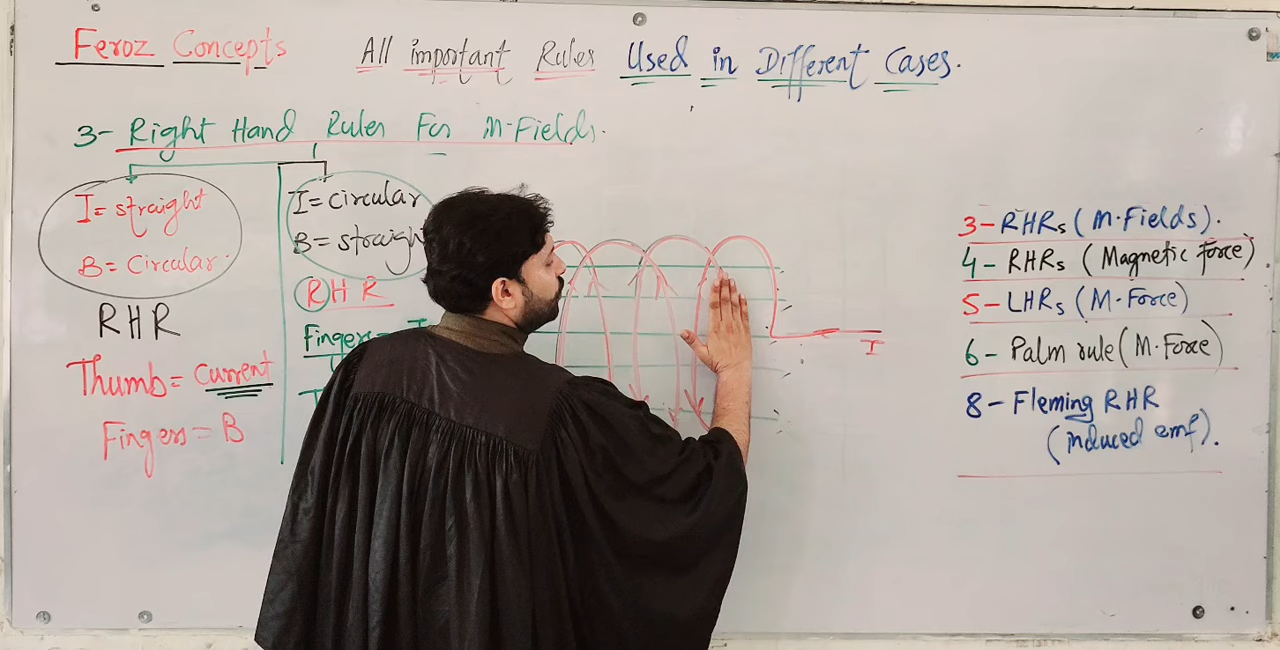 Feroz Concepts
All important Rules Used in Different Cases.
3- Right Hand Rules For M-Fields.
I= straight
B= Circular.
RHR
Thumb= Current
Fingers = B
I= circular
B= straigh
RHR
Finger
I
3- RHRs (M.Fields).
4- RHRs (Magnetic force)
5- LHRs (M-Force)
6- Palm rule (M.Force)
8- Fleming RHR
(induced emf).